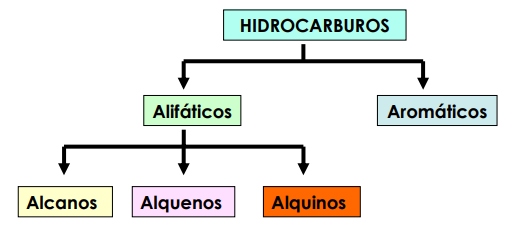 HIDROCARBUROS
Alifáticos
Aromáticos
Alcanos
Alquenos
Alquinos